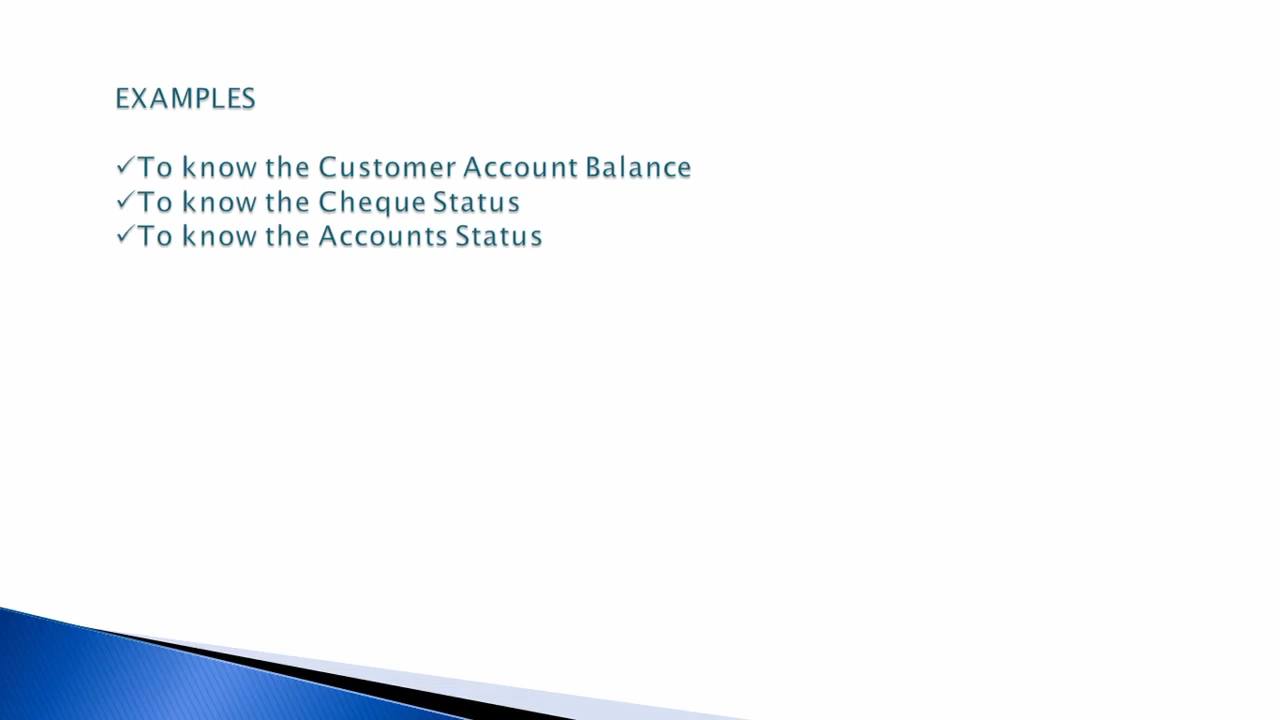 EXAMPLES
✓To know the Customer Account Balance
✓To know the Cheque Status
✓To know the Accounts Status